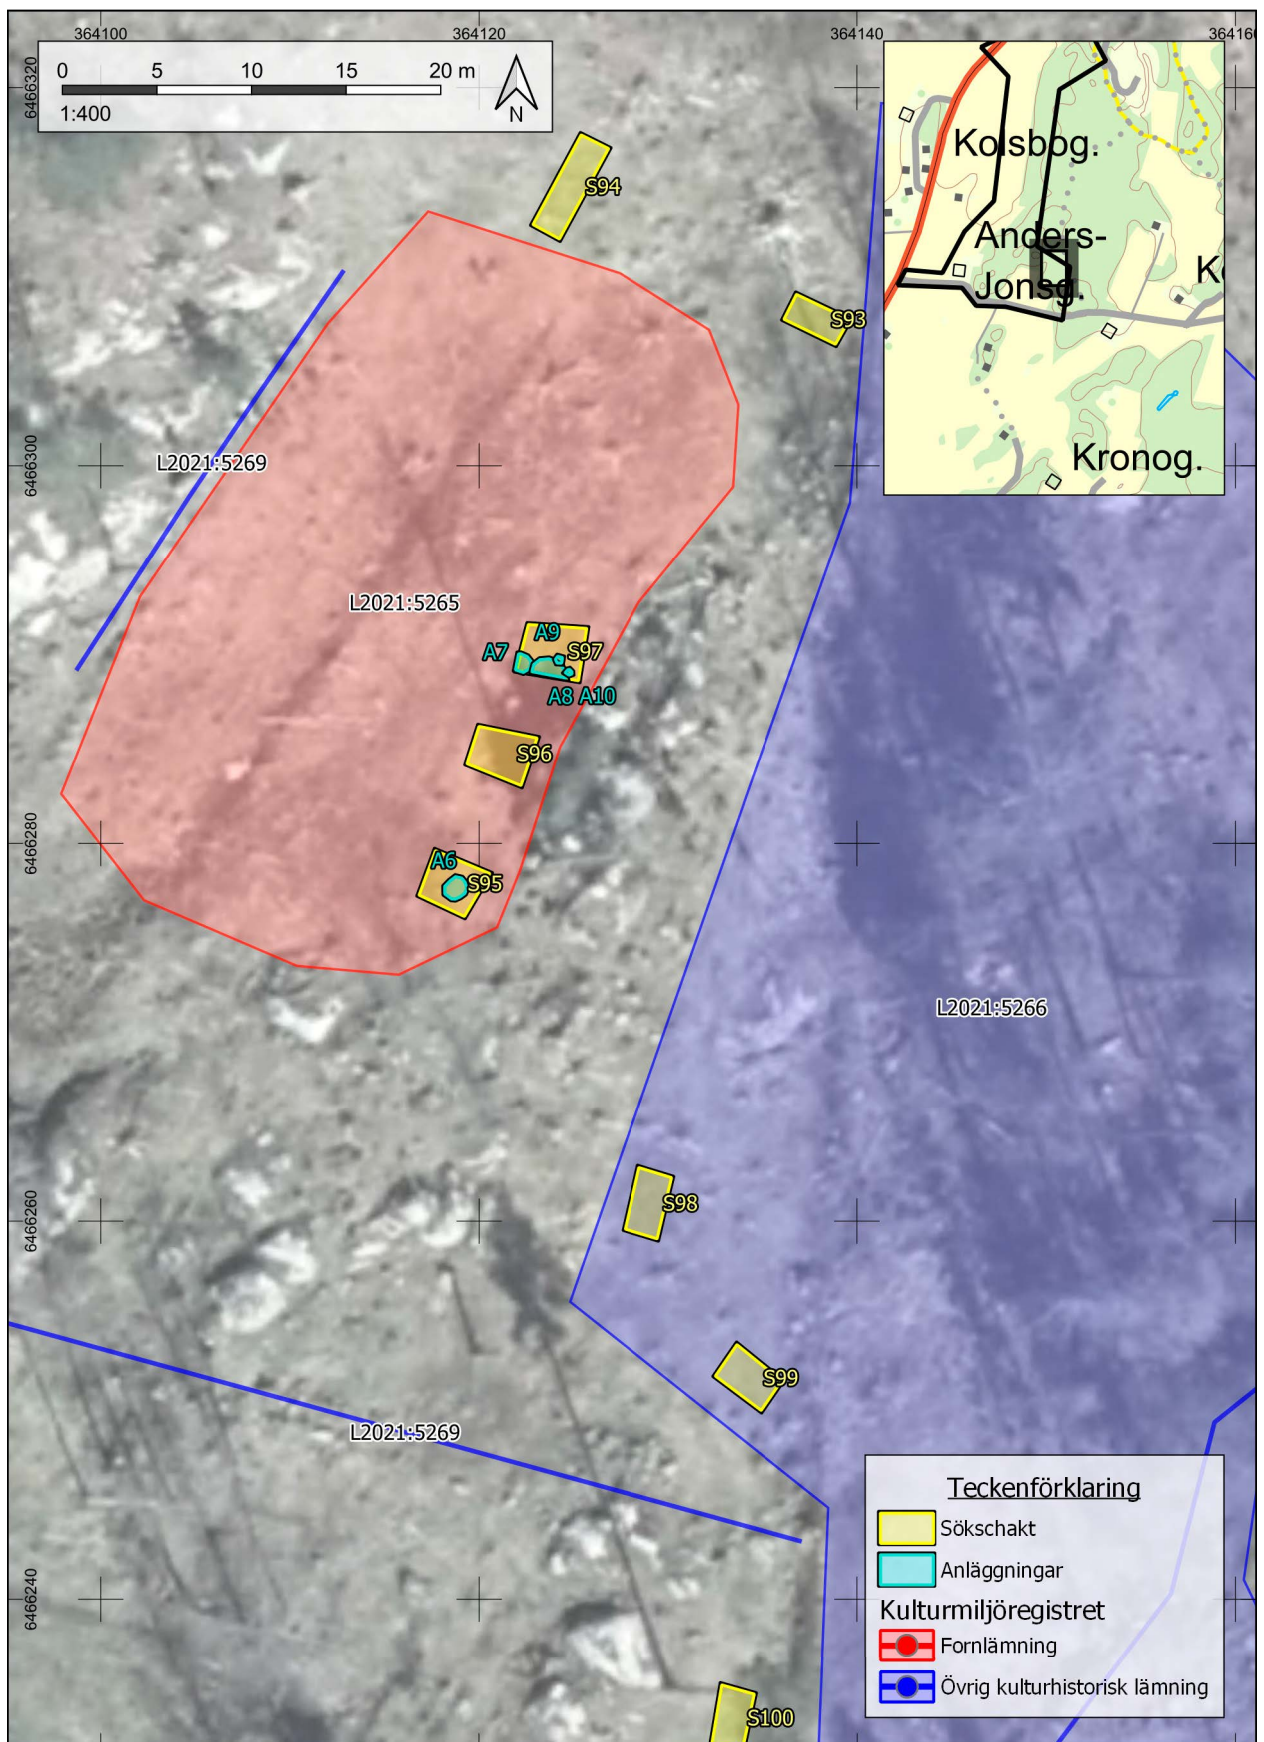 364100
364120
364140
36416
6466320
0 5 10 15 20 m
1:400
N
Kolsbog.
Anders-
Jonsg.
K
Kronog.
S94
S93
L2021:5269
6466300
L2021:5265
A9
A7
S97
A8 A10
S96
6466280
A6
S95
L2021:5266
6466260
S98
S99
L2021:5269
6466240
S100
Teckenförklaring
Sökschakt
Anläggningar
Kulturmiljöregistret
Fornlämning
Övrig kulturhistorisk lämning